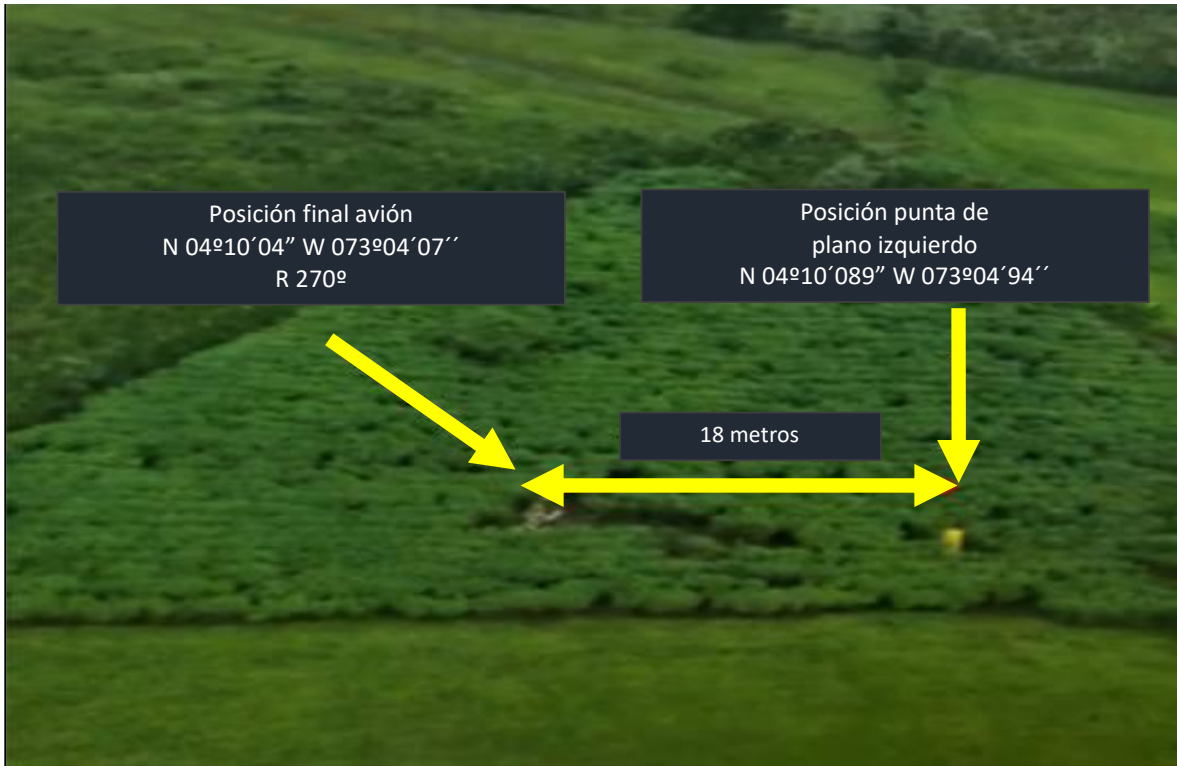 Posición final avión
N 04º10´04” W 073º04´07´´
R 270º
Posición punta de
plano izquierdo
N 04º10´089” W 073º04´94´´
18 metros